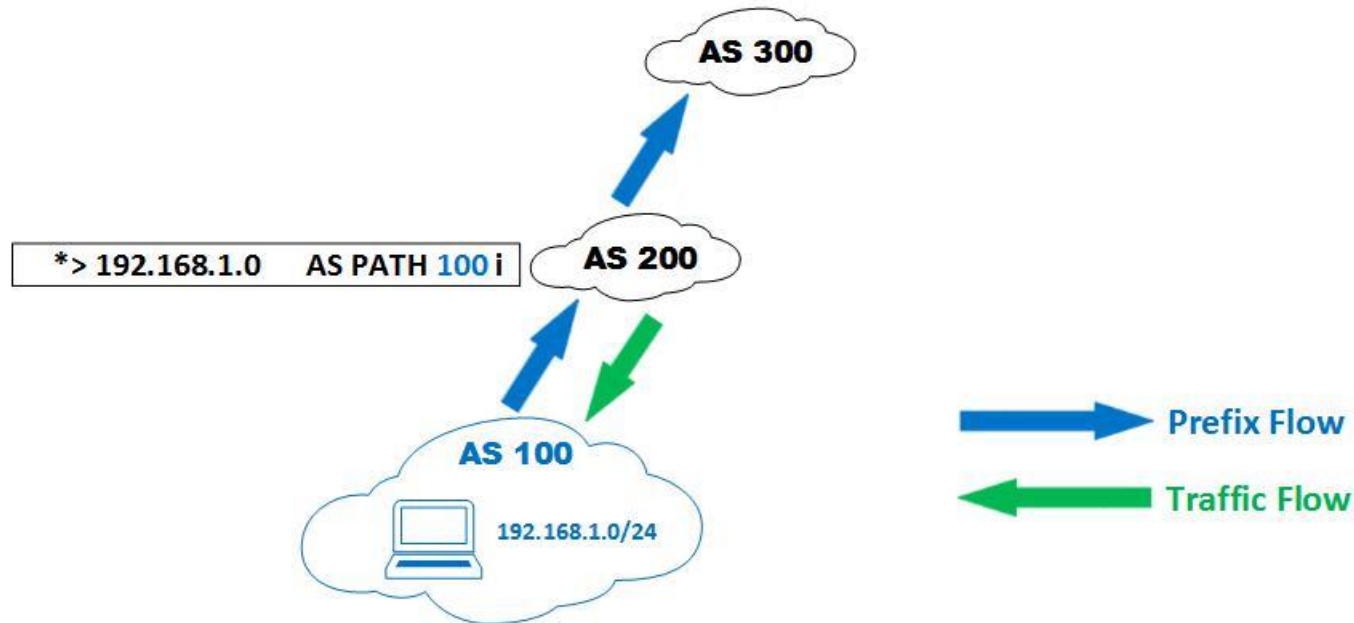 AS 300
*> 192.168.1.0 AS PATH 100 i
AS 200
AS 100
192.168.1.0/24
Prefix Flow
Traffic Flow